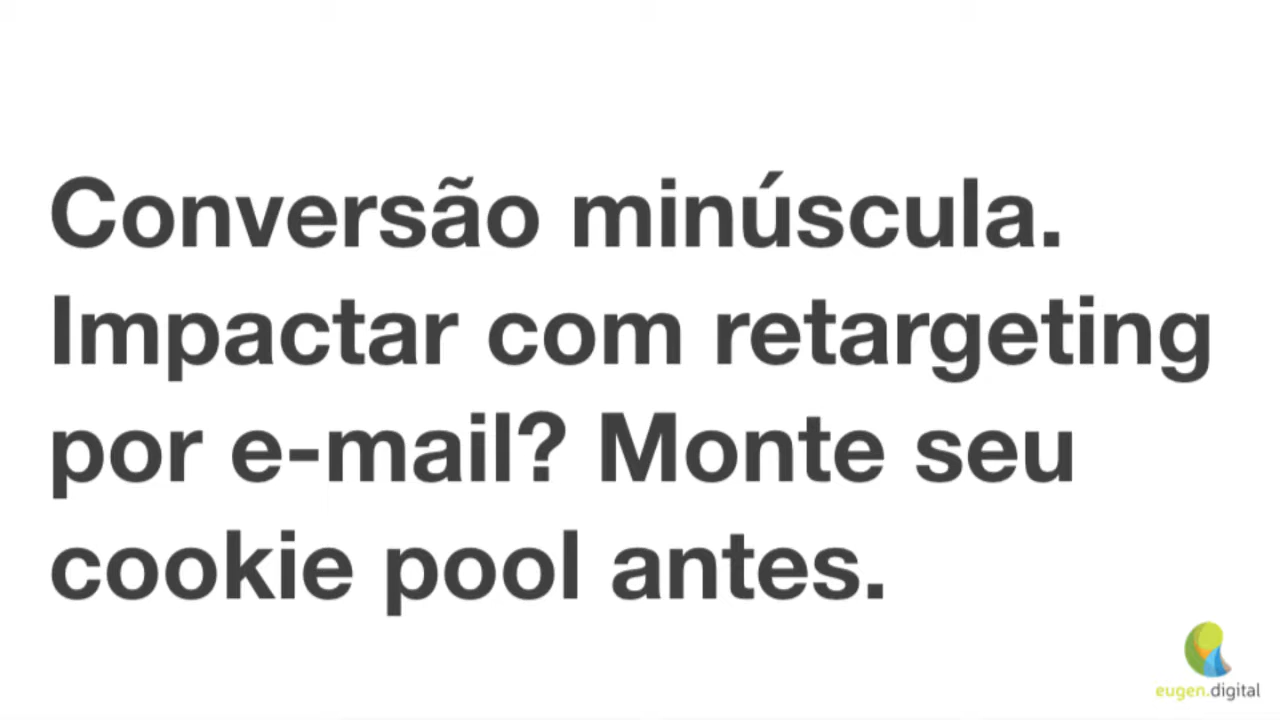 Conversão minúscula.
Impactar com retargeting
por e-mail? Monte seu
cookie pool antes.
eugen.digital